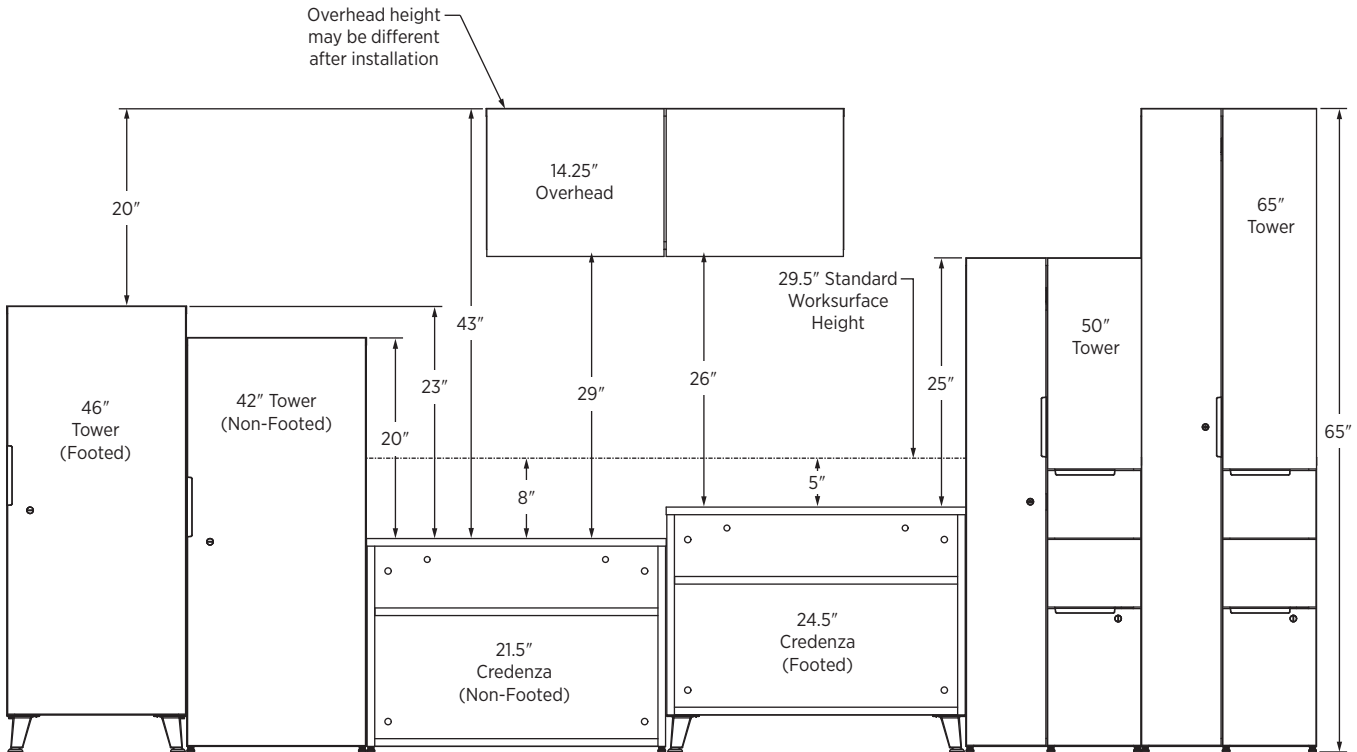 Overhead height
may be different
after installation
14.25″
Overhead
20″
65″
Tower
29.5″ Standard
Worksurface
Height
43″
50″
Tower
23″
29″
26″
25″
46″
Tower
(Footed)
42″ Tower
(Non-Footed)
20″
65″
8″
5″
21.5″
Credenza
(Non-Footed)
24.5″
Credenza
(Footed)